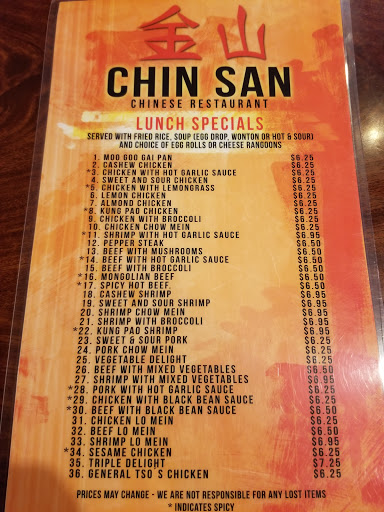 金山
CHIN SAN
CHINESE RESTAURANT
LUNCH SPECIALS
SERVED WITH FRIED RICE, SOUP (EGG DROP, WONTON OR HOT & SOUR)
AND CHOICE OF EGG ROLLS OR CHEESE RANGOONS
1. MOO GOO GAI PAN $6.25
2. CASHEW CHICKEN $6.25
*3. CHICKEN WITH HOT GARLIC SAUCE $6.25
4. SWEET AND SOUR CHICKEN $6.25
*5. CHICKEN WITH LEMONGRASS $6.25
6. LEMON CHICKEN $6.25
7. ALMOND CHICKEN $6.25
*8. KUNG PAO CHICKEN $6.25
9. CHICKEN WITH BROCCOLI $6.25
10. CHICKEN CHOW MEIN $6.25
*11. SHRIMP WITH HOT GARLIC SAUCE $6.95
12. PEPPER STEAK $6.50
13. BEEF WITH MUSHROOMS $6.50
*14. BEEF WITH HOT GARLIC SAUCE $6.50
15. BEEF WITH BROCCOLI $6.50
*16. MONGOLIAN BEEF $6.50
*17. SPICY HOT BEEF $6.50
18. CASHEW SHRIMP $6.95
19. SWEET AND SOUR SHRIMP $6.95
20. SHRIMP CHOW MEIN $6.95
21. SHRIMP WITH BROCCOLI $6.95
*22. KUNG PAO SHRIMP $6.95
23. SWEET & SOUR PORK $6.25
24. PORK CHOW MEIN $6.25
25. VEGETABLE DELIGHT $6.25
26. BEEF WITH MIXED VEGETABLES $6.50
27. SHRIMP WITH MIXED VEGETABLES $6.95
*28. PORK WITH HOT GARLIC SAUCE $6.25
*29. CHICKEN WITH BLACK BEAN SAUCE $6.25
*30. BEEF WITH BLACK BEAN SAUCE $6.50
31. CHICKEN LO MEIN $6.25
32. BEEF LO MEIN $6.50
33. SHRIMP LO MEIN $6.95
*34. SESAME CHICKEN $6.25
35. TRIPLE DELIGHT $7.25
36. GENERAL TSO S CHICKEN $6.25
PRICES MAY CHANGE - WE ARE NOT RESPONSIBLE FOR ANY LOST ITEMS
* INDICATES SPICY